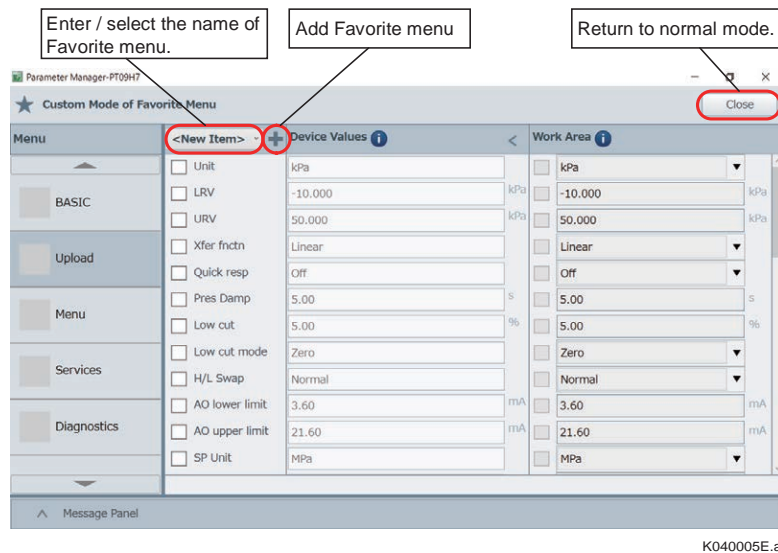 Enter / select the name of
Favorite menu.
Add Favorite menu
Return to normal mode.
Parameter Manager-PT09H7
Custom Mode of Favorite Menu
Close
Menu
<New Item>
Device Values
<
Work Area
BASIC
Upload
Menu
Services
Diagnostics
Unit kPa kPa
LRV -10.000 kPa -10.000 kPa
URV 50.000 kPa 50.000 kPa
Xfer fnctn Linear Linear
Quick resp Off Off
Pres Damp 5.00 s 5.00 s
Low cut 5.00 % 5.00 %
Low cut mode Zero Zero
H/L Swap Normal Normal
AO lower limit 3.60 mA 3.60 mA
AO upper limit 21.60 mA 21.60 mA
SP Unit MPa MPa
Message Panel
K040005E.a